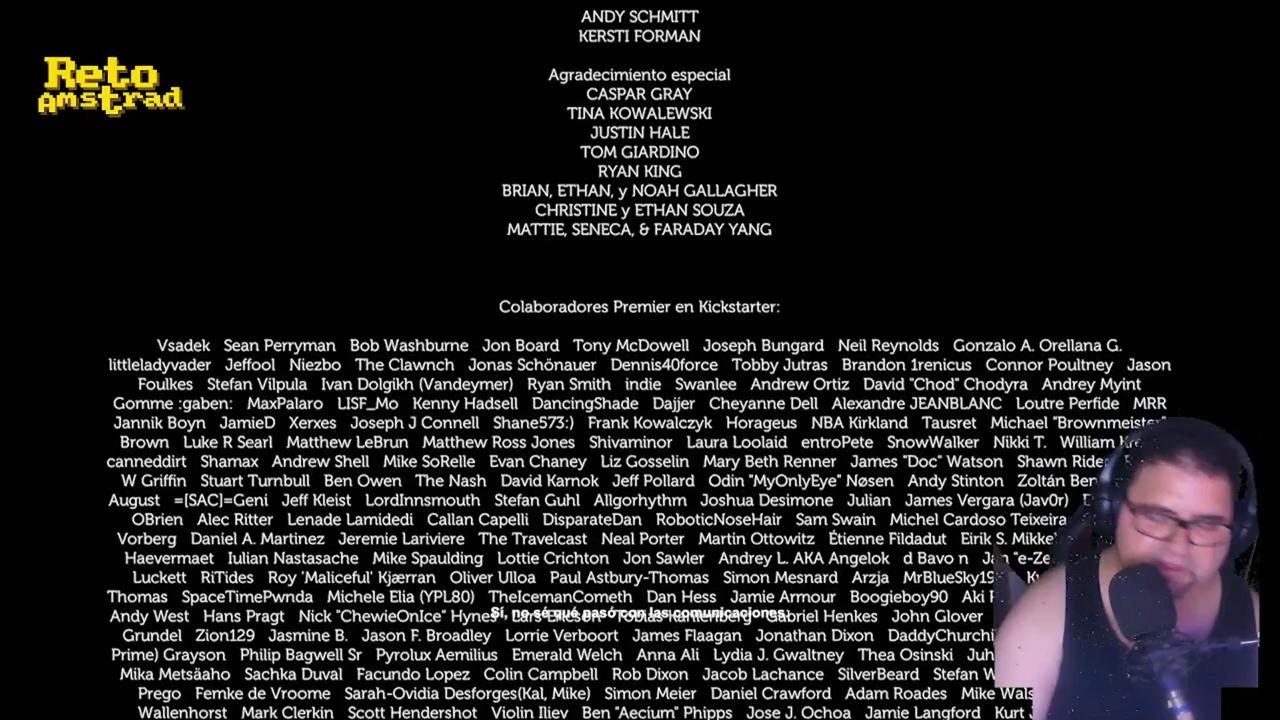 Reto
Amstrad
ANDY SCHMITT
KERSTI FORMAN
Agradecimiento especial
CASPAR GRAY
TINA KOWALEWSKI
JUSTIN HALE
TOM GIARDINO
RYAN KING
BRIAN, ETHAN, y NOAH GALLAGHER
CHRISTINE y ETHAN SOUZA
MATTIE, SENECA, & FARADAY YANG
Colaboradores Premier en Kickstarter:
Vsadek Sean Perryman Bob Washburne Jon Board Tony McDowell Joseph Bungard Neil Reynolds Gonzalo A. Orellana G.
littleladyvader Jeffool Niezbo The Clawnch Jonas Schönauer Dennis40force Tobby Jutras Brandon 1renicus Connor Poultney Jason
Foulkes Stefan Vilpula Ivan Dolgikh (Vandeymer) Ryan Smith indie Swanlee Andrew Ortiz David "Chod" Chodyra Andrey Myint
Gomme :gaben: MaxPalaro LISF_Mo Kenny Hadsell DancingShade Dajjer Cheyanne Dell Alexandre JEANBLANC Loutre Perfide MRR
Jannik Boyn JamieD Xerxes Joseph J Connell Shane573:) Frank Kowalczyk Horageus NBA Kirkland Tausret Michael "Brownmeister"
Brown Luke R Searl Matthew LeBrun Matthew Ross Jones Shivaminor Laura Loolaid entroPete SnowWalker Nikki T. William
canneddirt Shamax Andrew Shell Mike SoRelle Evan Chaney Liz Gosselin Mary Beth Renner James "Doc" Watson Shawn
W Griffin Stuart Turnbull Ben Owen The Nash David Karnok Jeff Pollard Odin "MyOnlyEye" Nøsen Andy Stinton Zoltán
August =[SAC]=Geni Jeff Kleist LordInnsmouth Stefan Guhl Allgorhythm Joshua Desimone Julian James Vergara (Jav0r)
OBrien Alec Ritter Lenade Lamidedi Callan Capelli DisparateDan RoboticNoseHair Sam Swain Michel Cardoso Teixeira
Vorberg Daniel A. Martinez Jeremie Lariviere The Travelcast Neal Porter Martin Ottowitz Étienne Fildadut Eirik S.
Haevermaet Iulian Nastasache Mike Spaulding Lottie Crichton Jon Sawler Andrey L. AKA Angelok d Bavo n
Luckett RiTides Roy 'Maliceful' Kjærran Oliver Ulloa Paul Astbury-Thomas Simon Mesnard Arzja
Thomas SpaceTimePwnda Michele Elia (YPL80) TheIcemanCometh Dan Hess Jamie Armour Boogieboy90 Aki
Sí, no sé qué pasó con las comunicaciones.
Andy West Hans Pragt Nick "ChewieOnIce" Hynes Lars Ericson Tobias Gabriel Henkes John Glover
Grundel Zion129 Jasmine B. Jason F. Broadley Lorrie Verboort James Flaagan Jonathan Dixon
Prime) Grayson Philip Bagwell Sr Pyrolux Aemilius Emerald Welch Anna Ali Lydia J. Gwaltney Thea Osinski
Mika Metsäaho Sachka Duval Facundo Lopez Colin Campbell Rob Dixon Jacob Lachance SilverBeard Stefan
Prego Femke de Vroome Sarah-Ovidia Desforges(Kal, Mike) Simon Meier Daniel Crawford Adam Roades Mike
Wallenhorst Mark Clerkin Scott Hendershot Violin Iliev Ben "Aecium" Phipps Jose J. Ochoa Jamie Langford Kurt